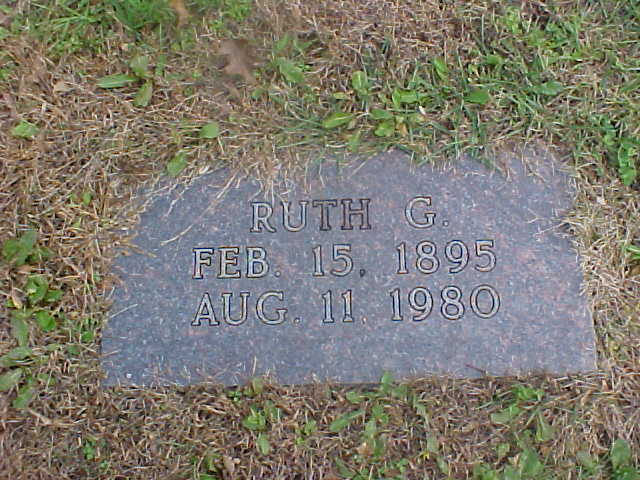 RUTH G.
FEB. 15, 1895
AUG. 11, 1980